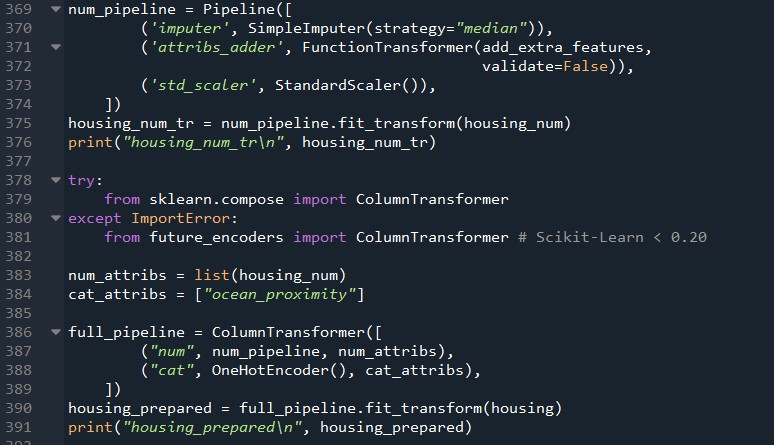 369 num_pipeline = Pipeline([
370         ('imputer', SimpleImputer(strategy="median")),
371         ('attribs_adder', FunctionTransformer(add_extra_features,
372                                               validate=False)),
373         ('std_scaler', StandardScaler()),
374     ])
375 housing_num_tr = num_pipeline.fit_transform(housing_num)
376 print("housing_num_tr\n", housing_num_tr)
377
378 try:
379     from sklearn.compose import ColumnTransformer
380 except ImportError:
381     from future_encoders import ColumnTransformer # Scikit-Learn < 0.20
382
383 num_attribs = list(housing_num)
384 cat_attribs = ["ocean_proximity"]
385
386 full_pipeline = ColumnTransformer([
387         ("num", num_pipeline, num_attribs),
388         ("cat", OneHotEncoder(), cat_attribs),
389     ])
390 housing_prepared = full_pipeline.fit_transform(housing)
391 print("housing_prepared\n", housing_prepared)